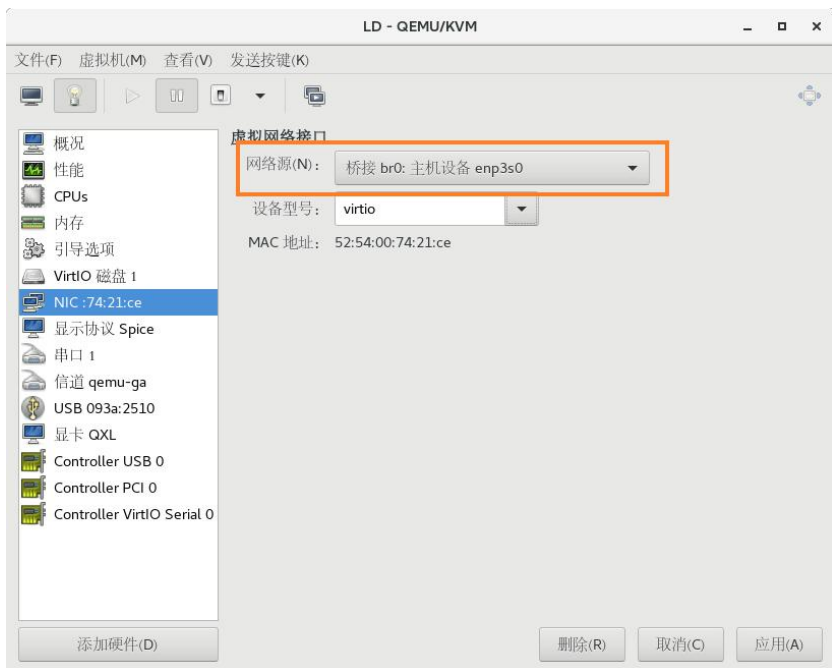 LD - QEMU/KVM
文件(F) 虚拟机(M) 查看(V) 发送按键(K)
概况
性能
CPUs
内存
引导选项
VirtIO 磁盘 1
NIC :74:21:ce
显示协议 Spice
串口 1
信道 qemu-ga
USB 093a:2510
显卡 QXL
Controller USB 0
Controller PCI 0
Controller VirtIO Serial 0
添加硬件(D)
虚拟网络接口
网络源(N): 桥接 br0: 主机设备 enp3s0
设备型号: virtio
MAC 地址: 52:54:00:74:21:ce
删除(R) 取消(C) 应用(A)